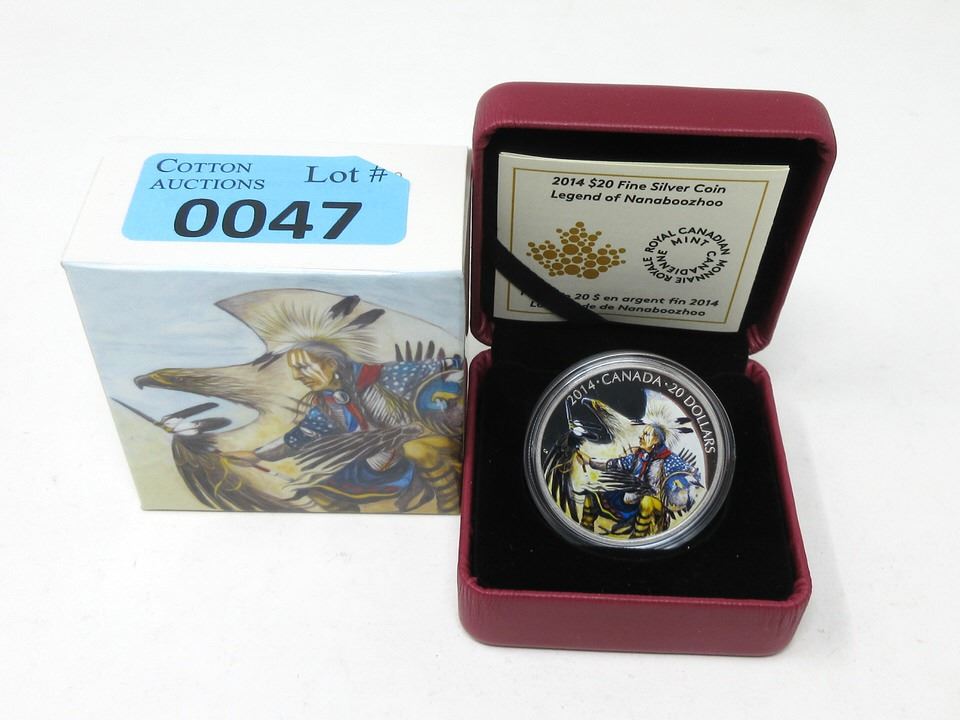 COTTON AUCTIONS
Lot #
0047
2014 $20 Fine Silver Coin
Legend of Nanaboozhoo
ROYAL CANADIAN MINT
MONNAIE ROYALE CANADIENNE
20 $ en argent fin 2014
de Nanaboozhoo
2014 · CANADA · 20 DOLLARS